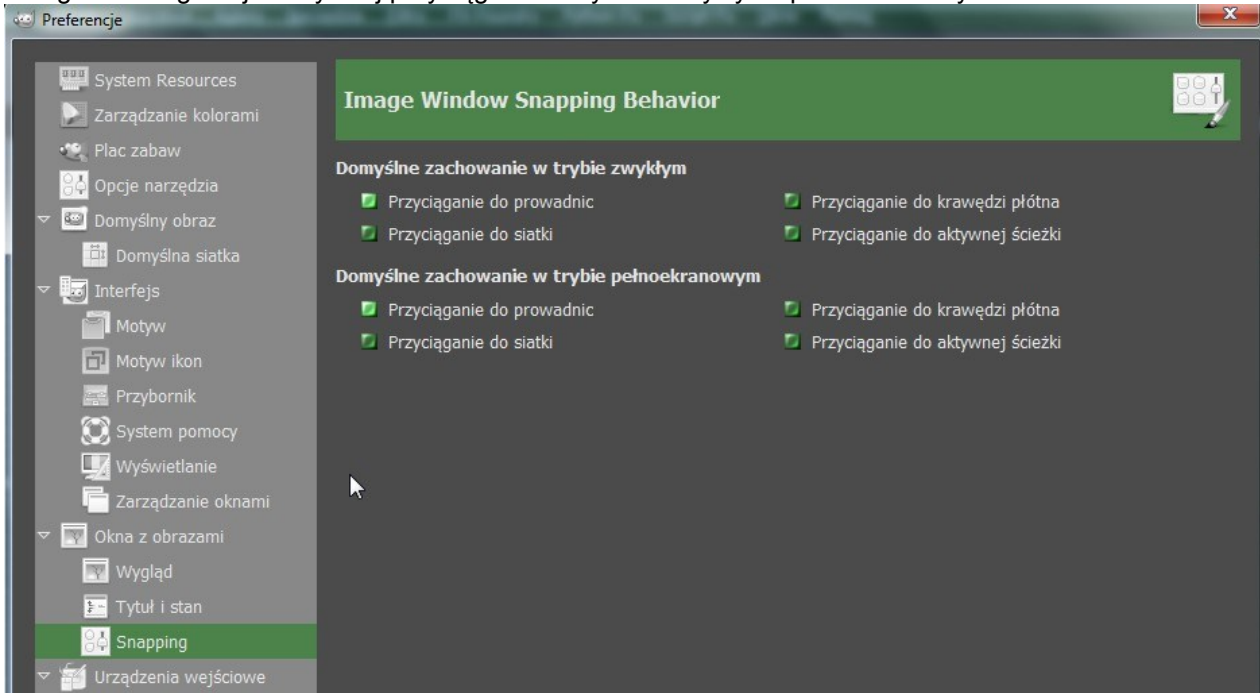 Preferencje
X
System Resources
Zarządzanie kolorami
Plac zabaw
Opcje narzędzia
Domyślny obraz
Domyślna siatka
Interfejs
Motyw
Motyw ikon
Przybornik
System pomocy
Wyświetlanie
Zarządzanie oknami
Okna z obrazami
Wygląd
Tytuł i stan
Snapping
Urządzenia wejściowe
Image Window Snapping Behavior
Domyślne zachowanie w trybie zwykłym
Przyciąganie do prowadnic Przyciąganie do krawędzi płótna
Przyciąganie do siatki Przyciąganie do aktywnej ścieżki
Domyślne zachowanie w trybie pełnoekranowym
Przyciąganie do prowadnic Przyciąganie do krawędzi płótna
Przyciąganie do siatki Przyciąganie do aktywnej ścieżki